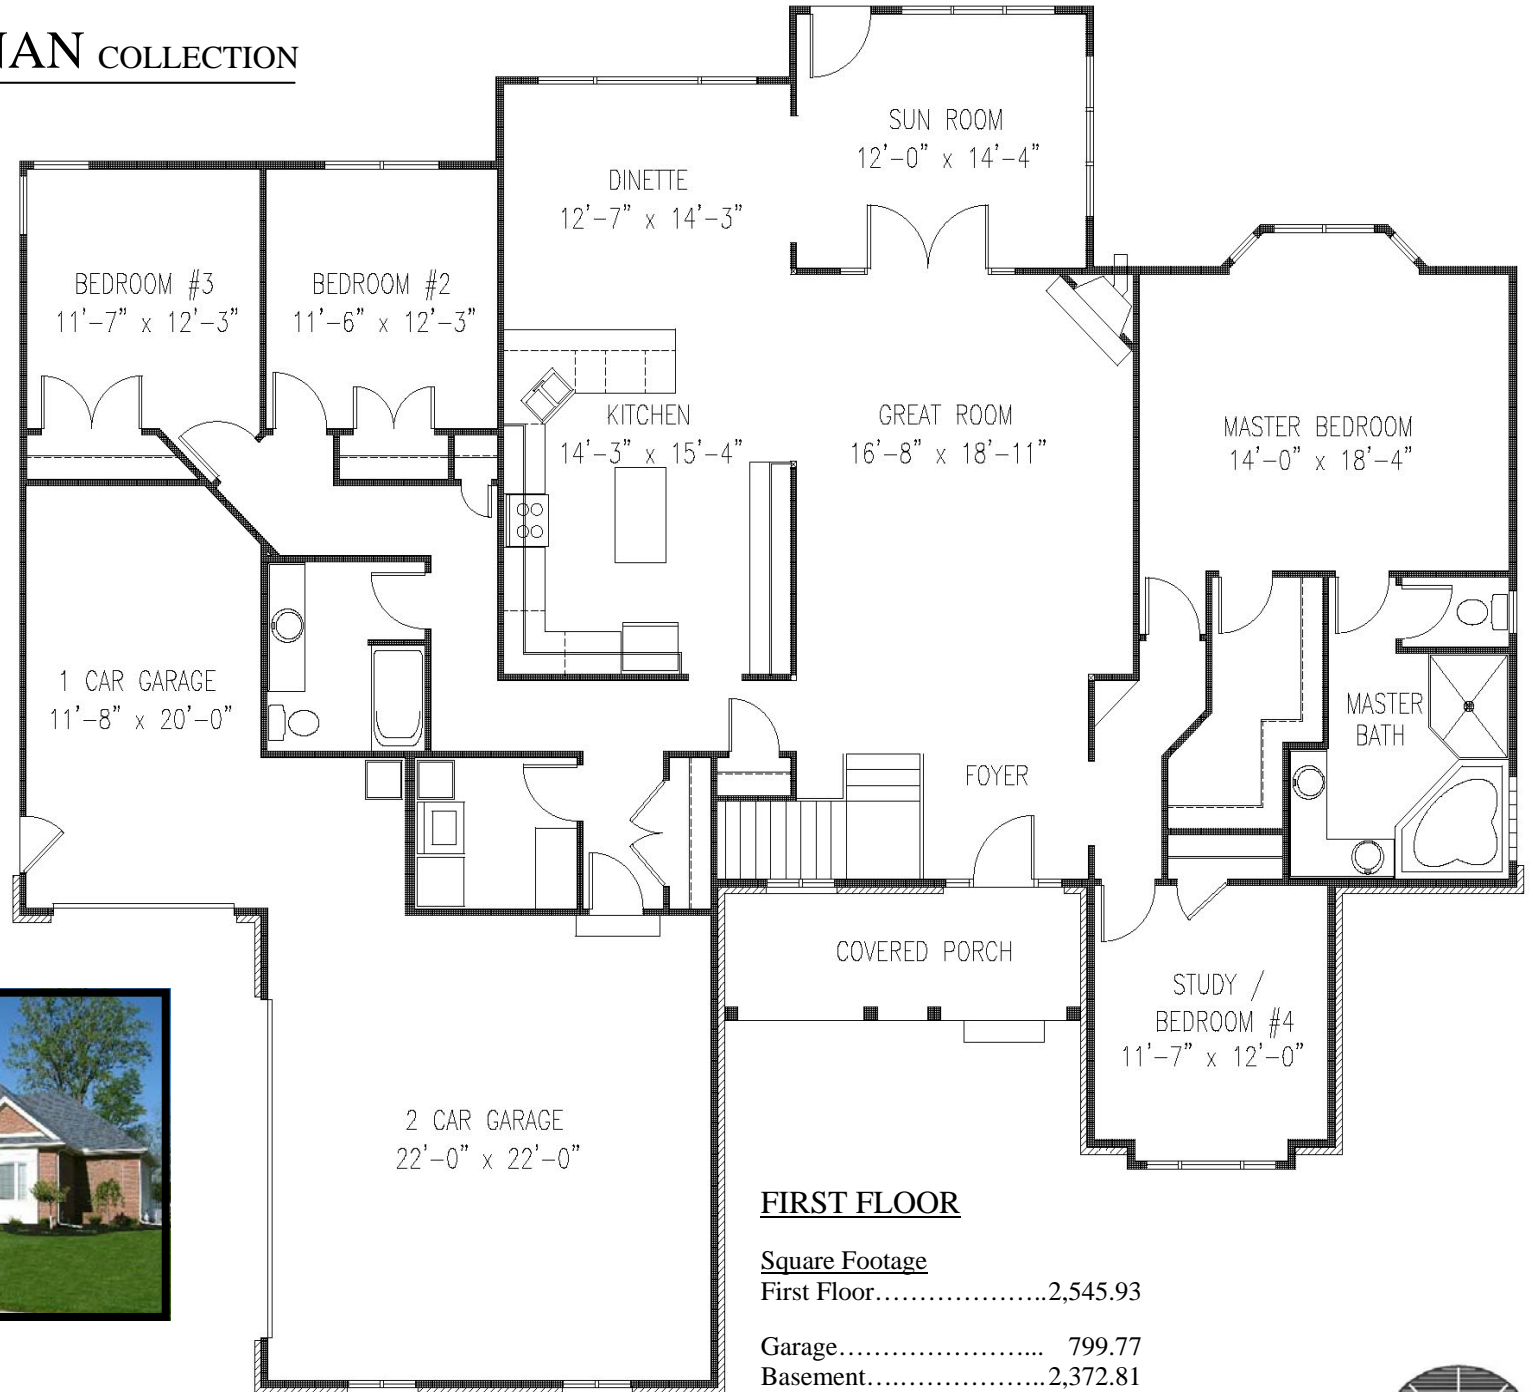 COLLECTION
SUN ROOM
12'-0" x 14'-4"
DINETTE
12'-7" x 14'-3"
BEDROOM #3
11'-7" x 12'-3"
BEDROOM #2
11'-6" x 12'-3"
KITCHEN
14'-3" x 15'-4"
GREAT ROOM
16'-8" x 18'-11"
MASTER BEDROOM
14'-0" x 18'-4"
1 CAR GARAGE
11'-8" x 20'-0"
MASTER
BATH
FOYER
COVERED PORCH
STUDY /
BEDROOM #4
11'-7" x 12'-0"
2 CAR GARAGE
22'-0" x 22'-0"
FIRST FLOOR
Square Footage
First Floor………………..2,545.93
Garage…………………... 799.77
Basement….……………..2,372.81